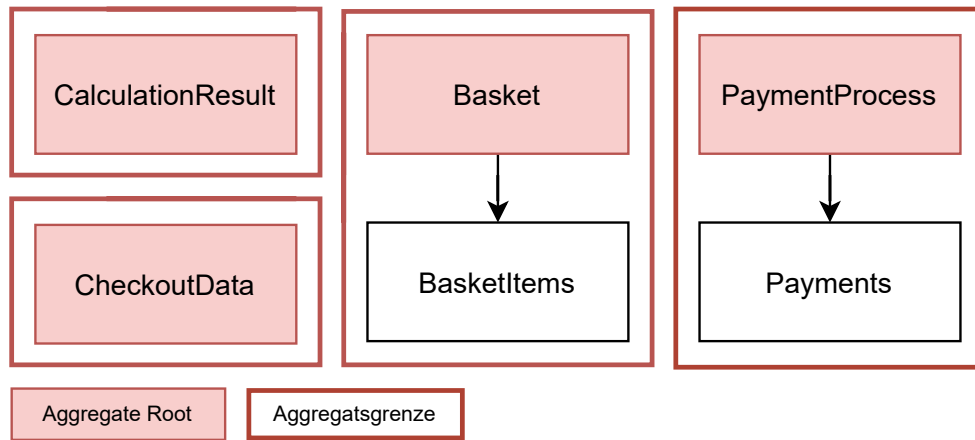 CalculationResult
Basket
PaymentProcess
CheckoutData
BasketItems
Payments
Aggregate Root
Aggregatsgrenze